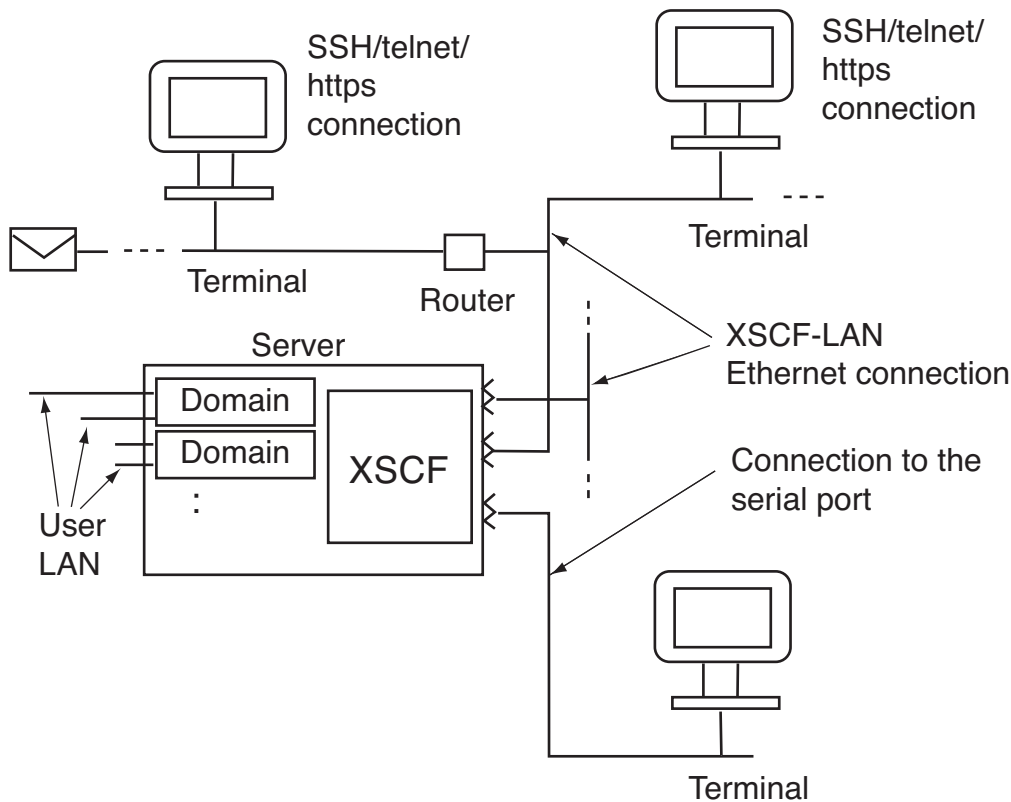 SSH/telnet/
https
connection
SSH/telnet/
https
connection
Terminal
Terminal
Router
Server
XSCF-LAN
Ethernet connection
Domain
Domain
:
XSCF
User
LAN
Connection to the
serial port
Terminal